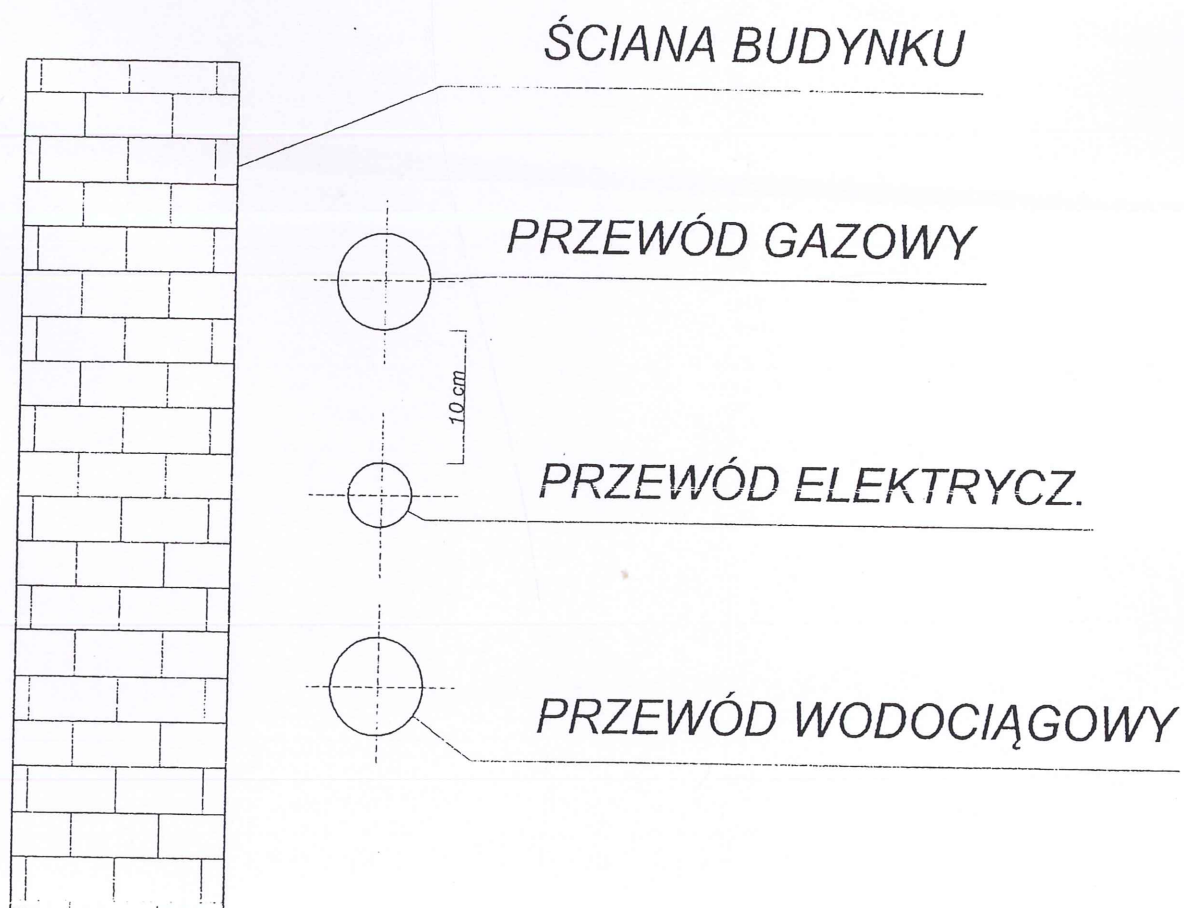 ŚCIANA BUDYNKU
PRZEWÓD GAZOWY
10 cm
PRZEWÓD ELEKTRYCZ.
PRZEWÓD WODOCIĄGOWY